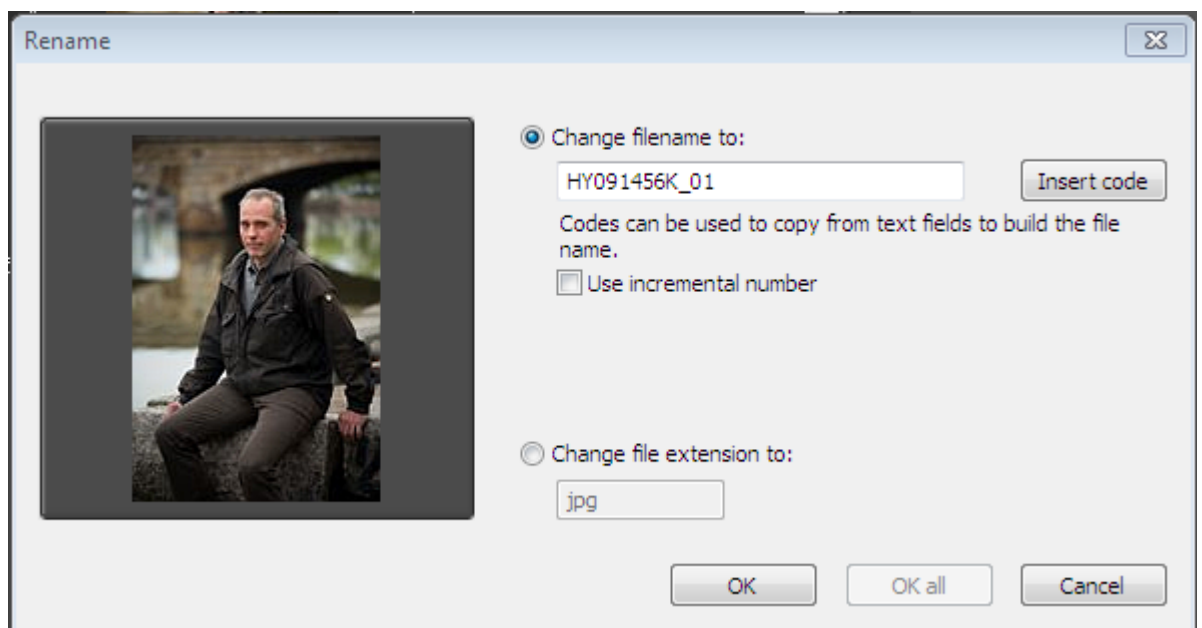 Rename
Change filename to:
HY091456K_01
Insert code
Codes can be used to copy from text fields to build the file
name.
Use incremental number
Change file extension to:
jpg
OK
OK all
Cancel